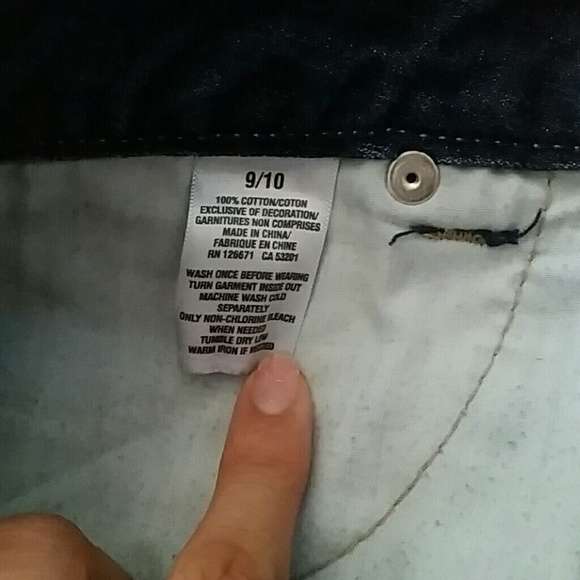 9/10
100% COTTON/COTON
EXCLUSIVE OF DECORATION/
GARNITURES NON COMPRISES
MADE IN CHINA/
FABRIQUE EN CHINE
RN 126671 CA 53201
WASH ONCE BEFORE WEARING
TURN GARMENT INSIDE OUT
MACHINE WASH COLD
SEPARATELY
ONLY NON-CHLORINE BLEACH
WHEN NEEDED
TUMBLE DRY LOW
WARM IRON IF